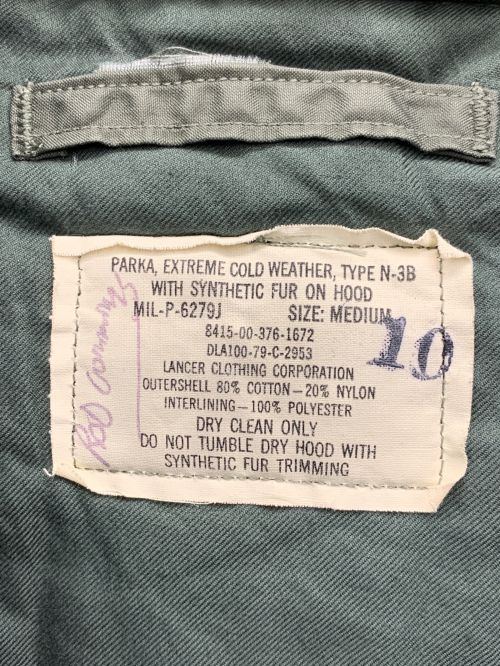 PARKA, EXTREME COLD WEATHER, TYPE N-3B
WITH SYNTHETIC FUR ON HOOD
MIL-P-6279J SIZE: MEDIUM
8415-00-376-1672
DLA100-79-C-2953
LANCER CLOTHING CORPORATION
OUTERSHELL 80% COTTON—20% NYLON
INTERLINING—100% POLYESTER
DRY CLEAN ONLY
DO NOT TUMBLE DRY HOOD WITH
SYNTHETIC FUR TRIMMING
10